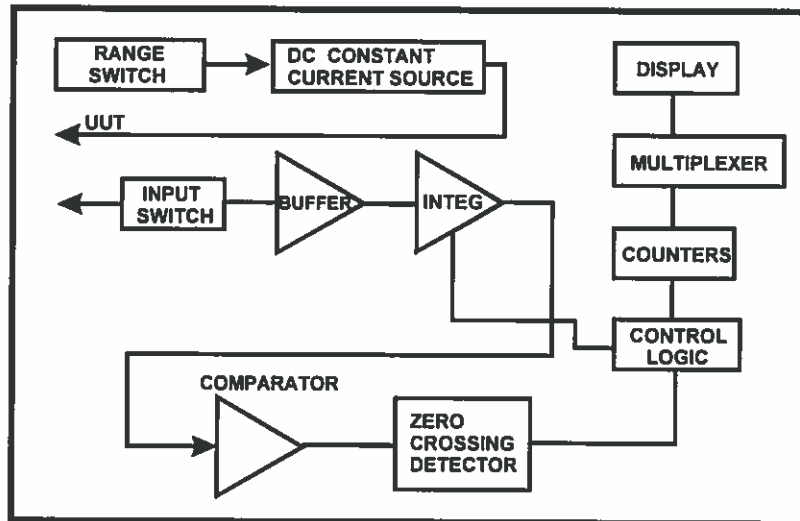 RANGE
SWITCH
DC CONSTANT
CURRENT SOURCE
DISPLAY
UUT
MULTIPLEXER
INPUT
SWITCH
BUFFER
INTEG
COUNTERS
CONTROL
LOGIC
COMPARATOR
ZERO
CROSSING
DETECTOR